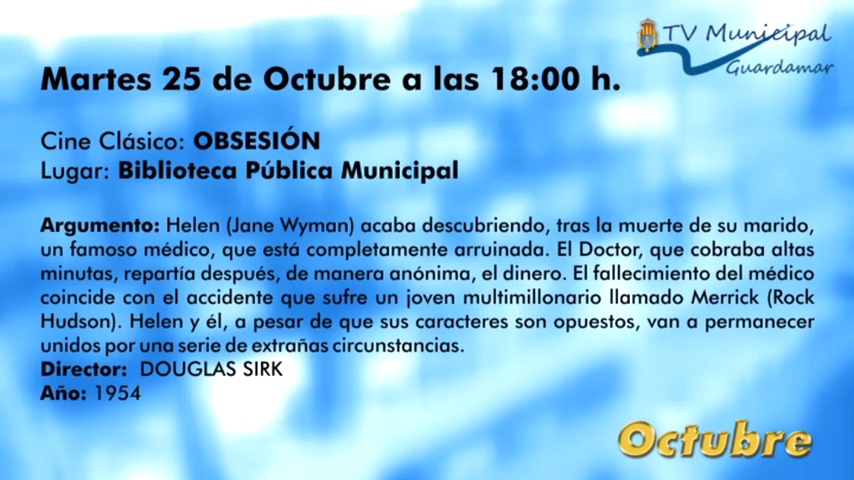 TV Municipal
Guardamar
Martes 25 de Octubre a las 18:00 h.
Cine Clásico: OBSESIÓN
Lugar: Biblioteca Pública Municipal
Argumento: Helen (Jane Wyman) acaba descubriendo, tras la muerte de su marido,
un famoso médico, que está completamente arruinada. El Doctor, que cobraba altas
minutas, repartía después, de manera anónima, el dinero. El fallecimiento del médico
coincide con el accidente que sufre un joven multimillonario llamado Merrick (Rock
Hudson). Helen y él, a pesar de que sus caracteres son opuestos, van a permanecer
unidos por una serie de extrañas circunstancias.
Director: DOUGLAS SIRK
Año: 1954
Octubre